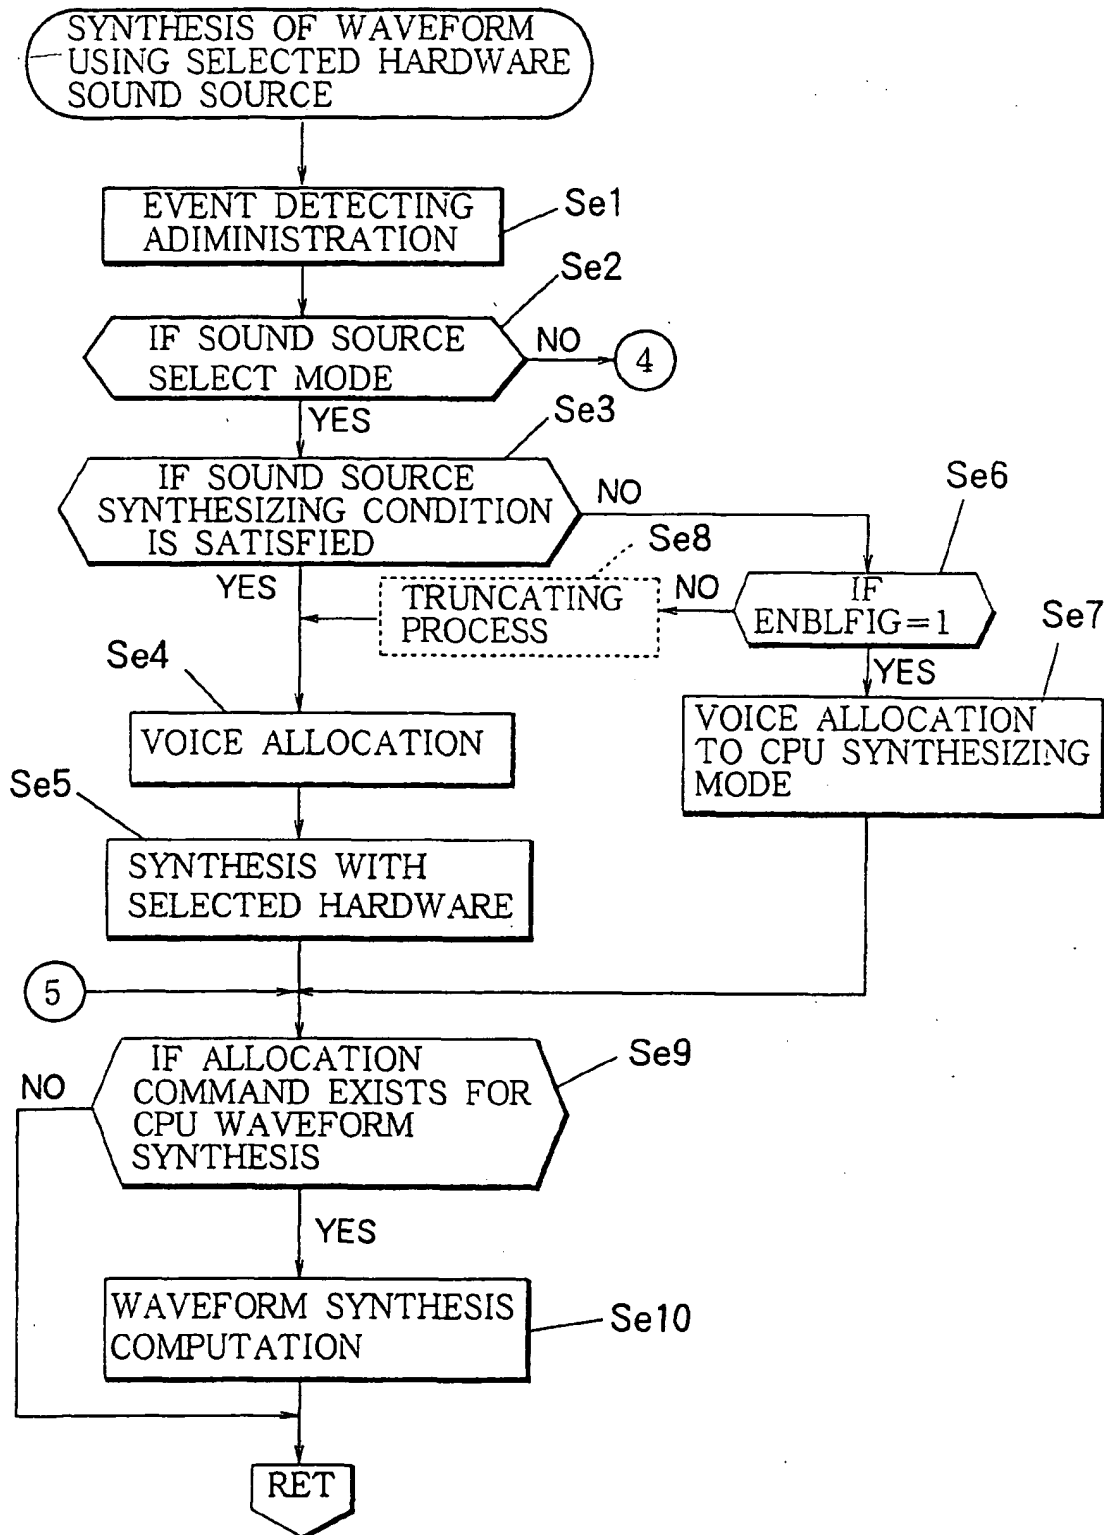 SYNTHESIS OF WAVEFORM
USING SELECTED HARDWARE
SOUND SOURCE
EVENT DETECTING
ADIMINISTRATION
Se1
Se2
IF SOUND SOURCE
SELECT MODE
NO
4
YES
Se3
IF SOUND SOURCE
SYNTHESIZING CONDITION
IS SATISFIED
NO
Se6
Se8
YES
TRUNCATING
PROCESS
NO
IF
ENBLFIG=1
Se7
Se4
YES
VOICE ALLOCATION
VOICE ALLOCATION
TO CPU SYNTHESIZING
MODE
Se5
SYNTHESIS WITH
SELECTED HARDWARE
5
IF ALLOCATION
COMMAND EXISTS FOR
CPU WAVEFORM
SYNTHESIS
Se9
NO
YES
WAVEFORM SYNTHESIS
COMPUTATION
Se10
RET